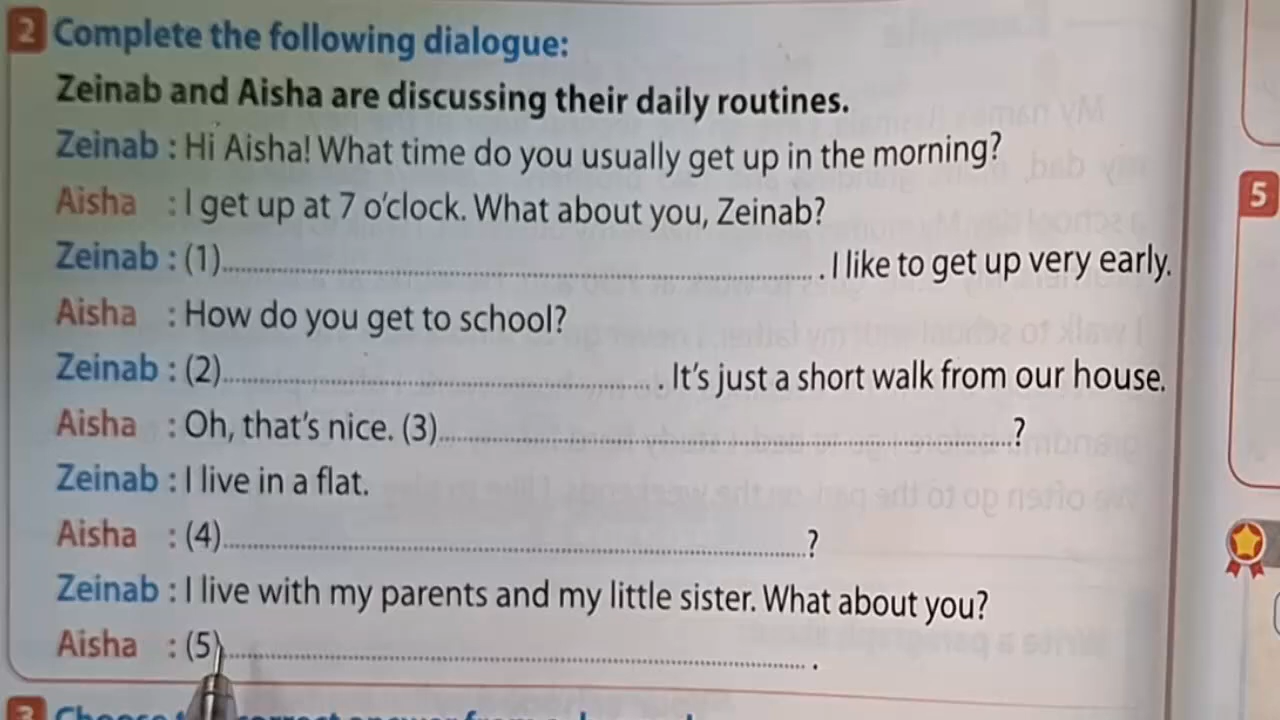 2 Complete the following dialogue:
Zeinab and Aisha are discussing their daily routines.
Zeinab : Hi Aisha! What time do you usually get up in the morning?
Aisha : I get up at 7 o'clock. What about you, Zeinab?
Zeinab : (1) . I like to get up very early.
Aisha : How do you get to school?
Zeinab : (2) . It's just a short walk from our house.
Aisha : Oh, that's nice. (3) ?
Zeinab : I live in a flat.
Aisha : (4) ?
Zeinab : I live with my parents and my little sister. What about you?
Aisha : (5) .
3
5